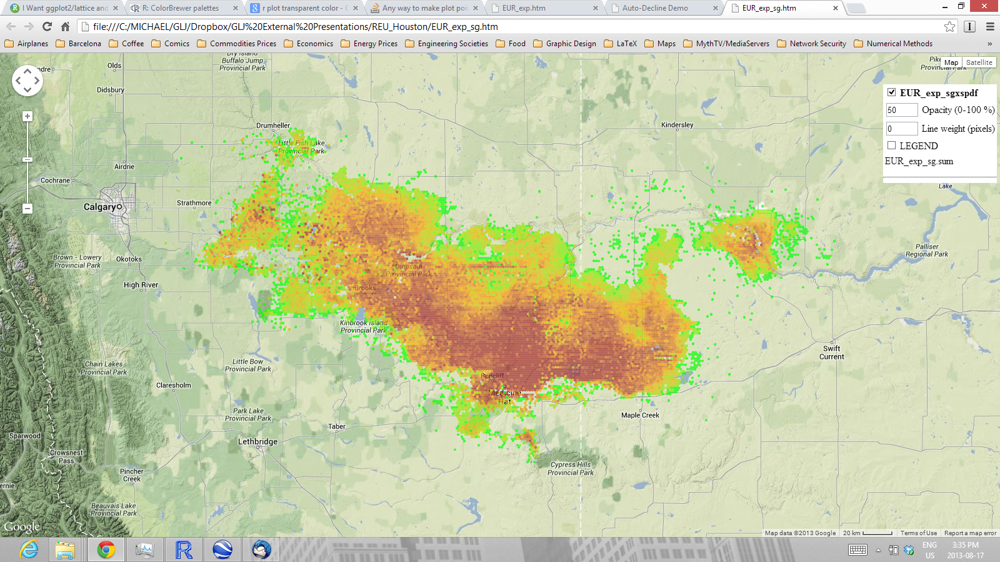 I Want ggplot2/lattice and
R: ColorBrewer palettes
r plot transparent color - G
Any way to make plot poi
EUR_exp.htm
Auto-Decline Demo
EUR_exp_sg.htm
file:///C:/MICHAEL/GLJ/Dropbox/GLJ%20External%20Presentations/REU_Houston/EUR_exp_sg.htm
Airplanes
Barcelona
Coffee
Comics
Commodities Prices
Economics
Energy Prices
Engineering Societies
Food
Graphic Design
LaTeX
Maps
MythTV/MediaServers
Network Security
Numerical Methods
»
Map
Satellite
EUR_exp_sgxspdf
50 Opacity (0-100 %)
0 Line weight (pixels)
LEGEND
EUR_exp_sg.sum
Dry Island
Buffalo Jump
Provincial Park
Olds
Didsbury
Drumheller
Little Fish Lake
Provincial Park
Kindersley
Airdrie
Cochrane
Calgary
Strathmore
Lake
Brown - Lowery
Provincial Park
Okotoks
High River
Dinosaur
Provincial Park
Brooks
Palliser
Regional Park
Kinbrook Island
Provincial Park
Chain Lakes
Provincial Park
Little Bow
Provincial Park
Claresholm
Swift
Current
Redcliff
Medicine
Hat
Park Lake
Provincial Park
Maple Creek
Taber
Sparwood
Lethbridge
Crowsnest
Pass
Pincher
Creek
Cypress Hills
Provincial Park
ernie
Beauvais Lake
Provincial Park
Google
Map data ©2013 Google
20 km
Terms of Use
Report a map error
ENG
US
3:35 PM
2013-08-17